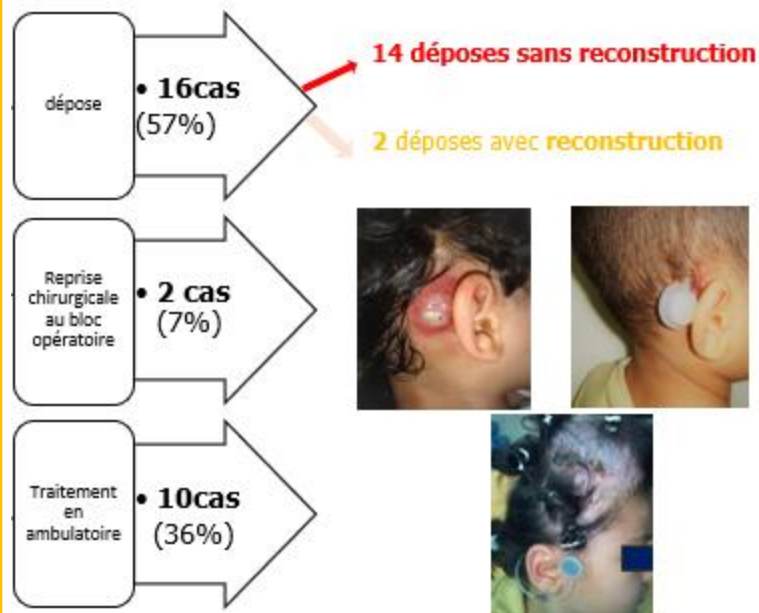 dépose
• 16cas
(57%)
14 déposes sans reconstruction
2 déposes avec reconstruction
Reprise
chirurgicale
au bloc
opératoire
• 2 cas
(7%)
Traitement
en
ambulatoire
• 10cas
(36%)